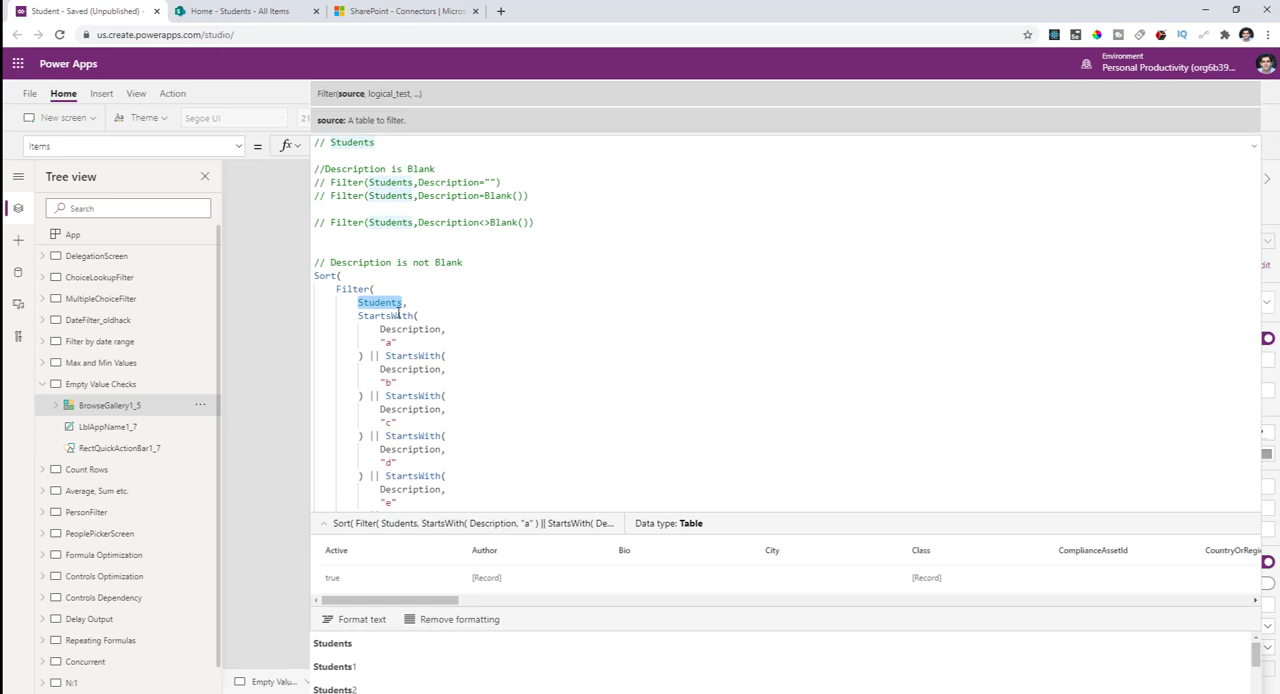 Student - Saved (Unpublished) -
Home - Students - All Items
SharePoint - Connectors | Micros
us.create.powerapps.com/studio/
Power Apps
Environment
Personal Productivity (org6b39...
File Home Insert View Action
Filter(source, logical_test, ...)
New screen
Theme
Segoe UI
21
source: A table to filter.
Items
=
fx
// Students
//Description is Blank
// Filter(Students,Description="")
// Filter(Students,Description=Blank())
// Filter(Students,Description<>Blank())
// Description is not Blank
Sort(
Filter(
Students,
StartsWith(
Description,
"a"
) || StartsWith(
Description,
"b"
) || StartsWith(
Description,
"c"
) || StartsWith(
Description,
"d"
) || StartsWith(
Description,
"e"
Tree view
Search
App
DelegationScreen
ChoiceLookupFilter
MultipleChoiceFilter
DateFilter_oldhack
Filter by date range
Max and Min Values
Empty Value Checks
BrowseGallery1_5
LblAppName1_7
RectQuickActionBar1_7
Count Rows
Average, Sum etc.
PersonFilter
PeoplePickerScreen
Formula Optimization
Controls Optimization
Controls Dependency
Delay Output
Repeating Formulas
Concurrent
N:1
Sort( Filter( Students, StartsWith( Description, "a" ) || StartsWith( De...
Data type: Table
Active Author Bio City Class ComplianceAssetId CountryOrRegi
true [Record] [Record]
Format text
Remove formatting
Students
Students1
Students2
Empty Valu...
dit